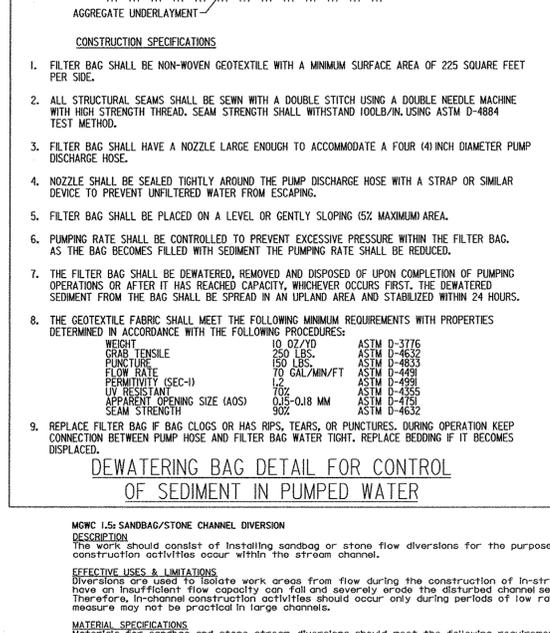 AGGREGATE UNDERLAYMENT
CONSTRUCTION SPECIFICATIONS
1. FILTER BAG SHALL BE NON-WOVEN GEOTEXTILE WITH A MINIMUM SURFACE AREA OF 225 SQUARE FEET
PER SIDE.
2. ALL STRUCTURAL SEAMS SHALL BE SEWN WITH A DOUBLE STITCH USING A DOUBLE NEEDLE MACHINE
WITH HIGH STRENGTH THREAD. SEAM STRENGTH SHALL WITHSTAND 100LB/IN. USING ASTM D-4884
TEST METHOD.
3. FILTER BAG SHALL HAVE A NOZZLE LARGE ENOUGH TO ACCOMMODATE A FOUR (4) INCH DIAMETER PUMP
DISCHARGE HOSE.
4. NOZZLE SHALL BE SEALED TIGHTLY AROUND THE PUMP DISCHARGE HOSE WITH A STRAP OR SIMILAR
DEVICE TO PREVENT UNFILTERED WATER FROM ESCAPING.
5. FILTER BAG SHALL BE PLACED ON A LEVEL OR GENTLY SLOPING (5% MAXIMUM) AREA.
6. PUMPING RATE SHALL BE CONTROLLED TO PREVENT EXCESSIVE PRESSURE WITHIN THE FILTER BAG.
AS THE BAG BECOMES FILLED WITH SEDIMENT THE PUMPING RATE SHALL BE REDUCED.
7. THE FILTER BAG SHALL BE DEWATERED, REMOVED AND DISPOSED OF UPON COMPLETION OF PUMPING
OPERATIONS OR AFTER IT HAS REACHED CAPACITY, WHICHEVER OCCURS FIRST. THE DEWATERED
SEDIMENT FROM THE BAG SHALL BE SPREAD IN AN UPLAND AREA AND STABILIZED WITHIN 24 HOURS.
8. THE GEOTEXTILE FABRIC SHALL MEET THE FOLLOWING MINIMUM REQUIREMENTS WITH PROPERTIES
DETERMINED IN ACCORDANCE WITH THE FOLLOWING PROCEDURES:
WEIGHT 10 OZ/YD ASTM D-3776
GRAB TENSILE 250 LBS. ASTM D-4632
PUNCTURE 150 LBS. ASTM D-4833
FLOW RATE 70 GAL/MIN/FT ASTM D-4491
PERMITIVITY (SEC-1) 1.2 ASTM D-4991
UV RESISTANT 70% ASTM D-4355
APPARENT OPENING SIZE (AOS) 0.15-0.18 MM ASTM D-4751
SEAM STRENGTH 90% ASTM D-4632
9. REPLACE FILTER BAG IF BAG CLOGS OR HAS RIPS, TEARS, OR PUNCTURES. DURING OPERATION KEEP
CONNECTION BETWEEN PUMP HOSE AND FILTER BAG WATER TIGHT. REPLACE BEDDING IF IT BECOMES
DISPLACED.
DEWATERING BAG DETAIL FOR CONTROL
OF SEDIMENT IN PUMPED WATER
MGWC 1.5: SANDBAG/STONE CHANNEL DIVERSION
DESCRIPTION
The work should consist of installing sandbag or stone flow diversions for the purpose
construction activities occur within the stream channel.
EFFECTIVE USES & LIMITATIONS
Diversions are used to isolate work areas from flow during the construction of in-str
have an insufficient flow capacity can fail and severely erode the disturbed channel se
Therefore, in-channel construction activities should occur only during periods of low ra
measure may not be practical in large channels.
MATERIAL SPECIFICATIONS